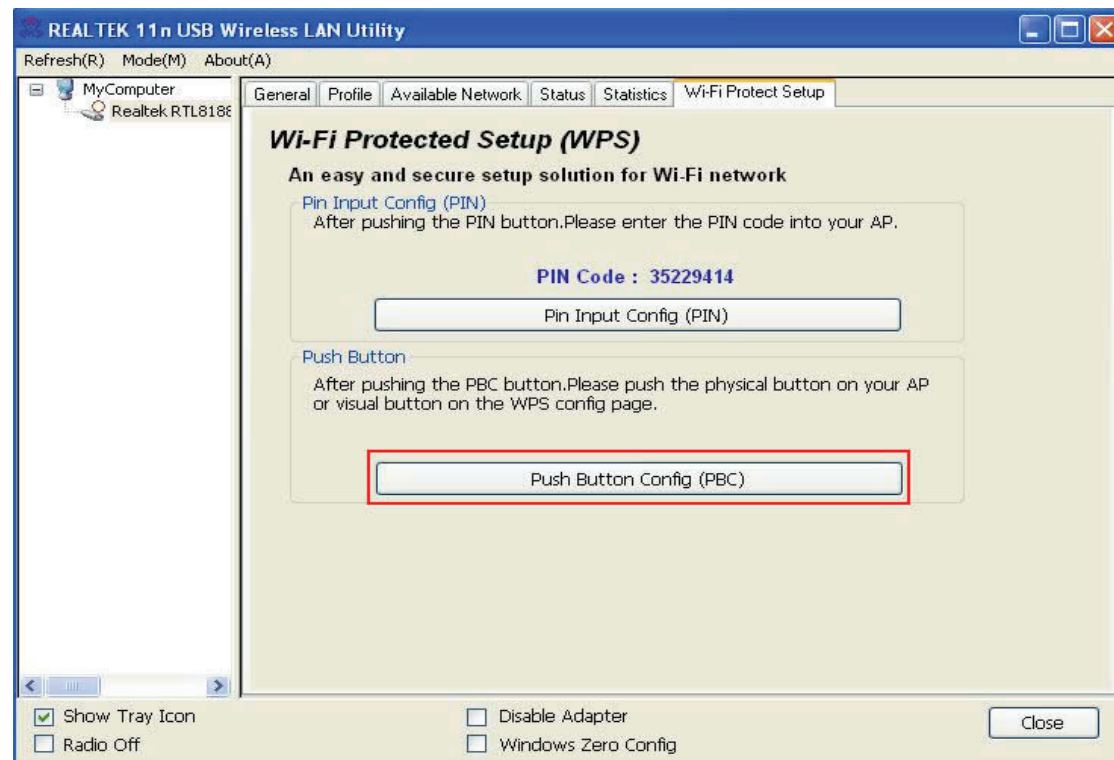 REALTEK 11n USB Wireless LAN Utility
Refresh(R) Mode(M) About(A)
MyComputer
Realtek RTL8188
General Profile Available Network Status Statistics Wi-Fi Protect Setup
Wi-Fi Protected Setup (WPS)
An easy and secure setup solution for Wi-Fi network
Pin Input Config (PIN)
After pushing the PIN button.Please enter the PIN code into your AP.
PIN Code : 35229414
Pin Input Config (PIN)
Push Button
After pushing the PBC button.Please push the physical button on your AP
or visual button on the WPS config page.
Push Button Config (PBC)
Show Tray Icon
Radio Off
Disable Adapter
Windows Zero Config
Close